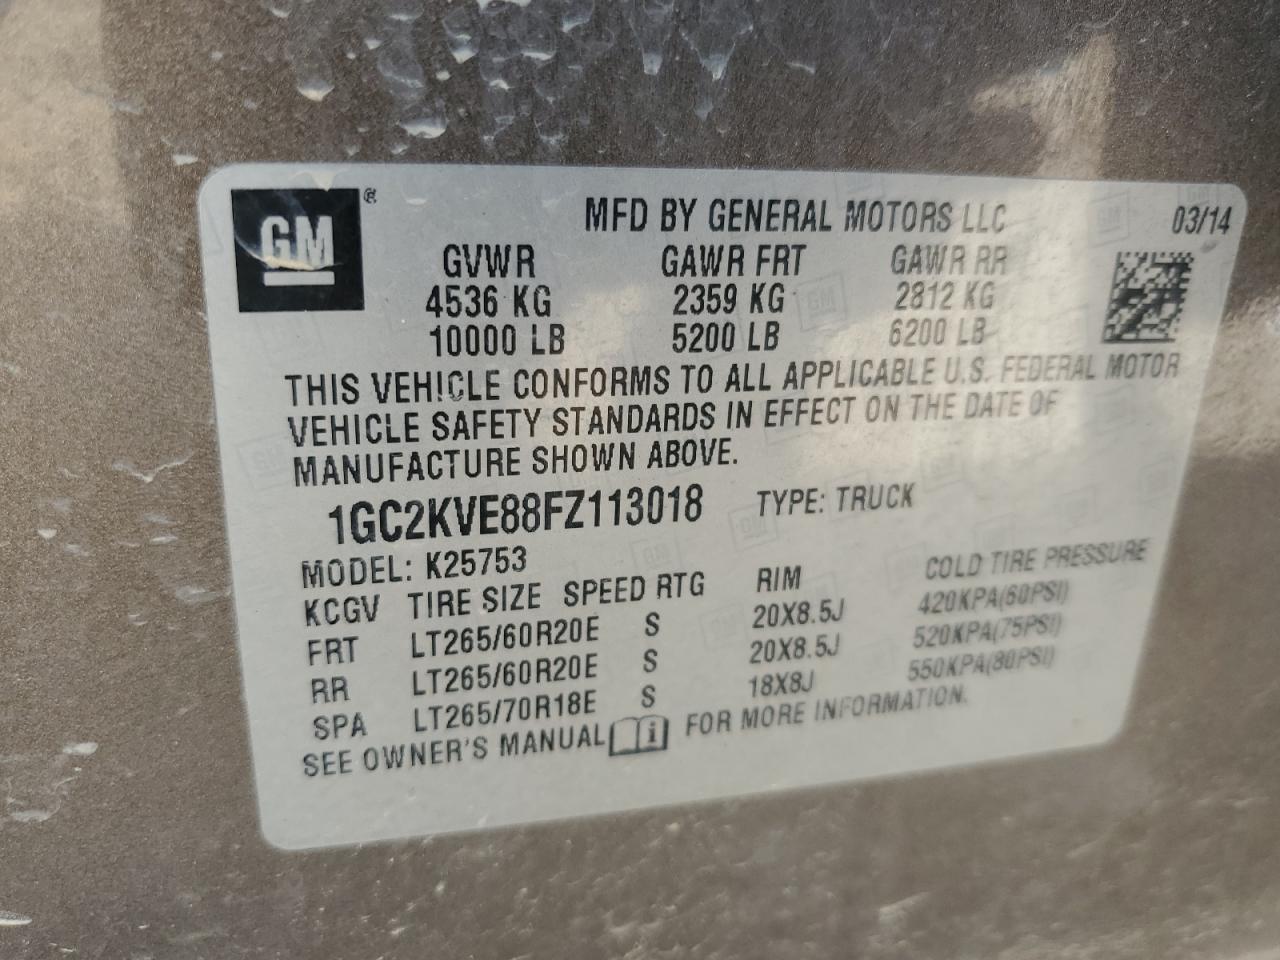 GM ®
MFD BY GENERAL MOTORS LLC 03/14
GVWR GAWR FRT GAWR RR
4536 KG 2359 KG 2812 KG
10000 LB 5200 LB 6200 LB
THIS VEHICLE CONFORMS TO ALL APPLICABLE U.S. FEDERAL MOTOR
VEHICLE SAFETY STANDARDS IN EFFECT ON THE DATE OF
MANUFACTURE SHOWN ABOVE.
1GC2KVE88FZ113018 TYPE: TRUCK
MODEL: K25753
KCGV TIRE SIZE SPEED RTG RIM COLD TIRE PRESSURE
FRT LT265/60R20E S 20X8.5J 420KPA(60PSI)
RR LT265/60R20E S 20X8.5J 520KPA(75PSI)
SPA LT265/70R18E S 18X8J 550KPA(80PSI)
SEE OWNER'S MANUAL i FOR MORE INFORMATION.